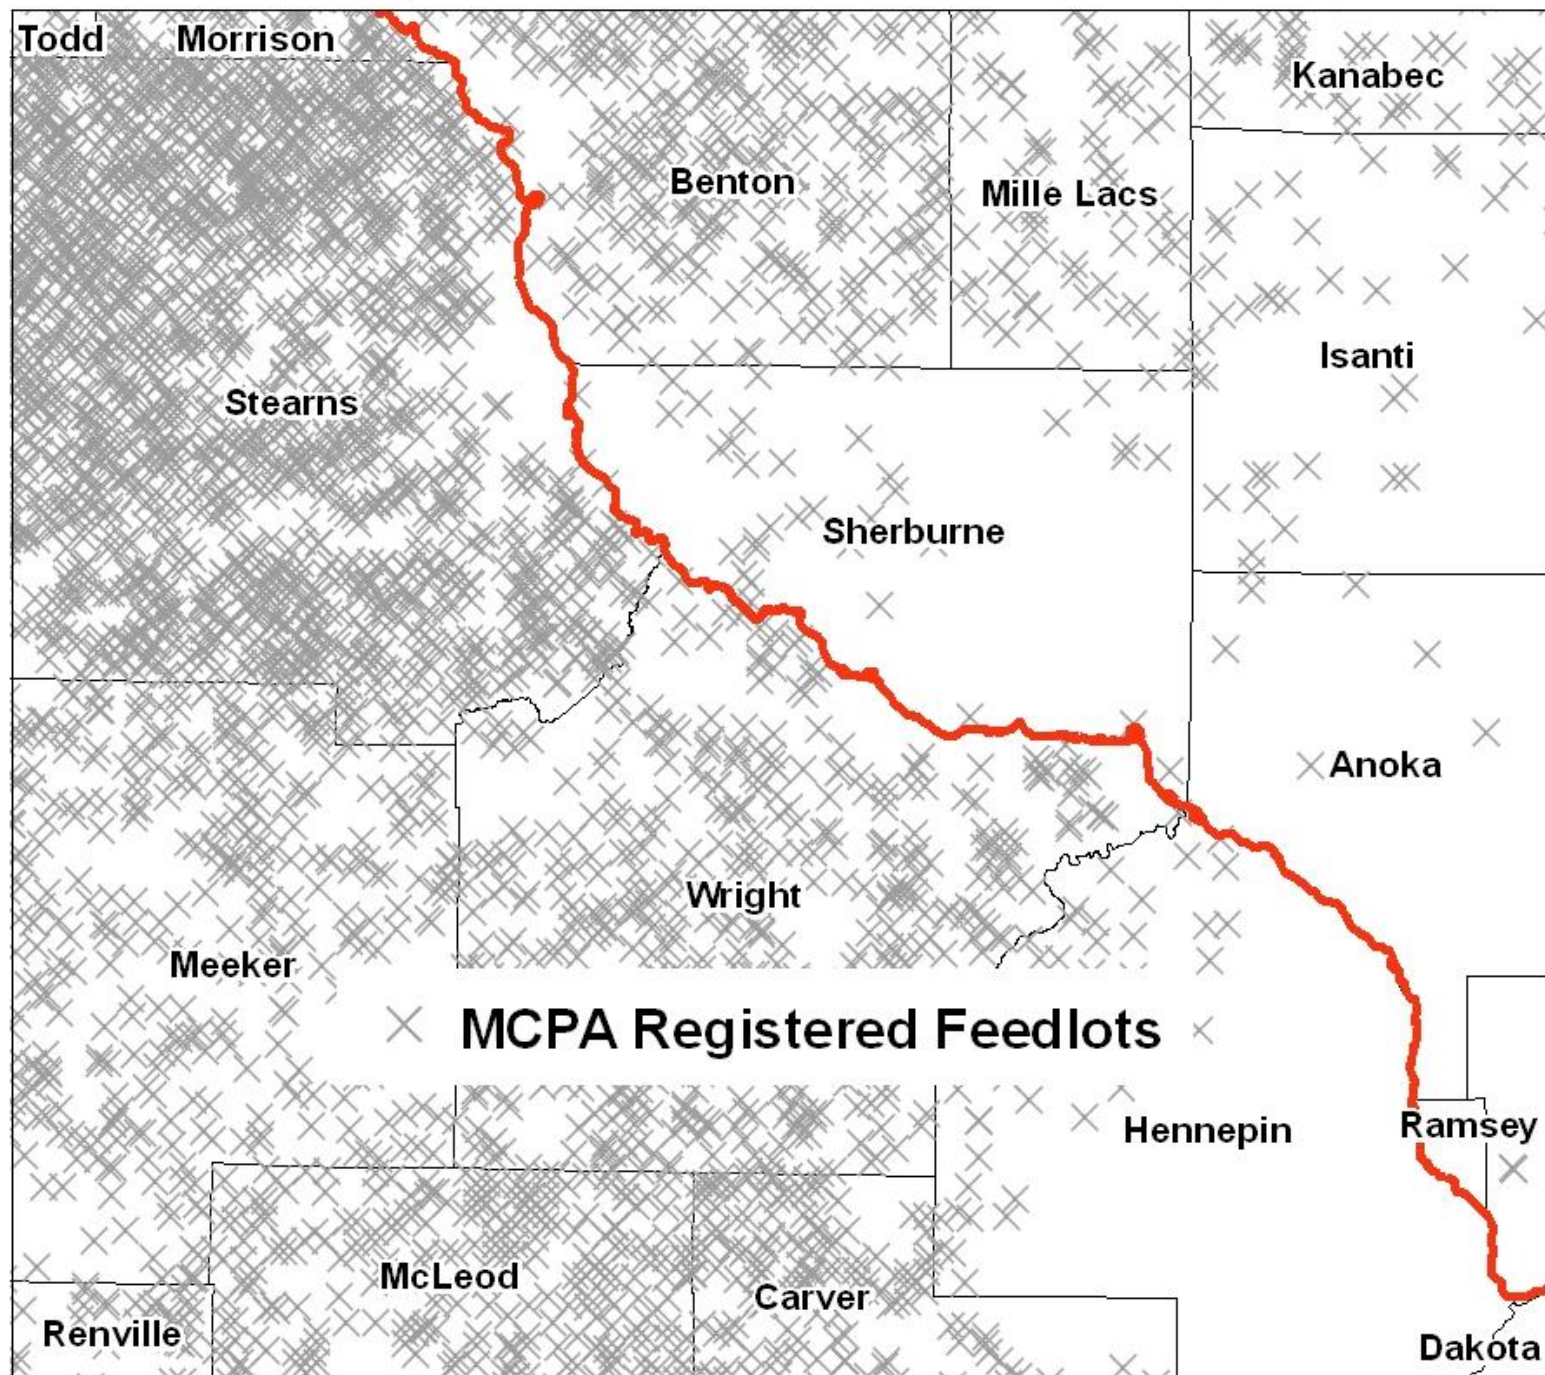 Todd
Morrison
Kanabec
Benton
Mille Lacs
Isanti
Stearns
Sherburne
Anoka
Wright
Meeker
MCPA Registered Feedlots
Hennepin
Ramsey
McLeod
Carver
Renville
Dakota